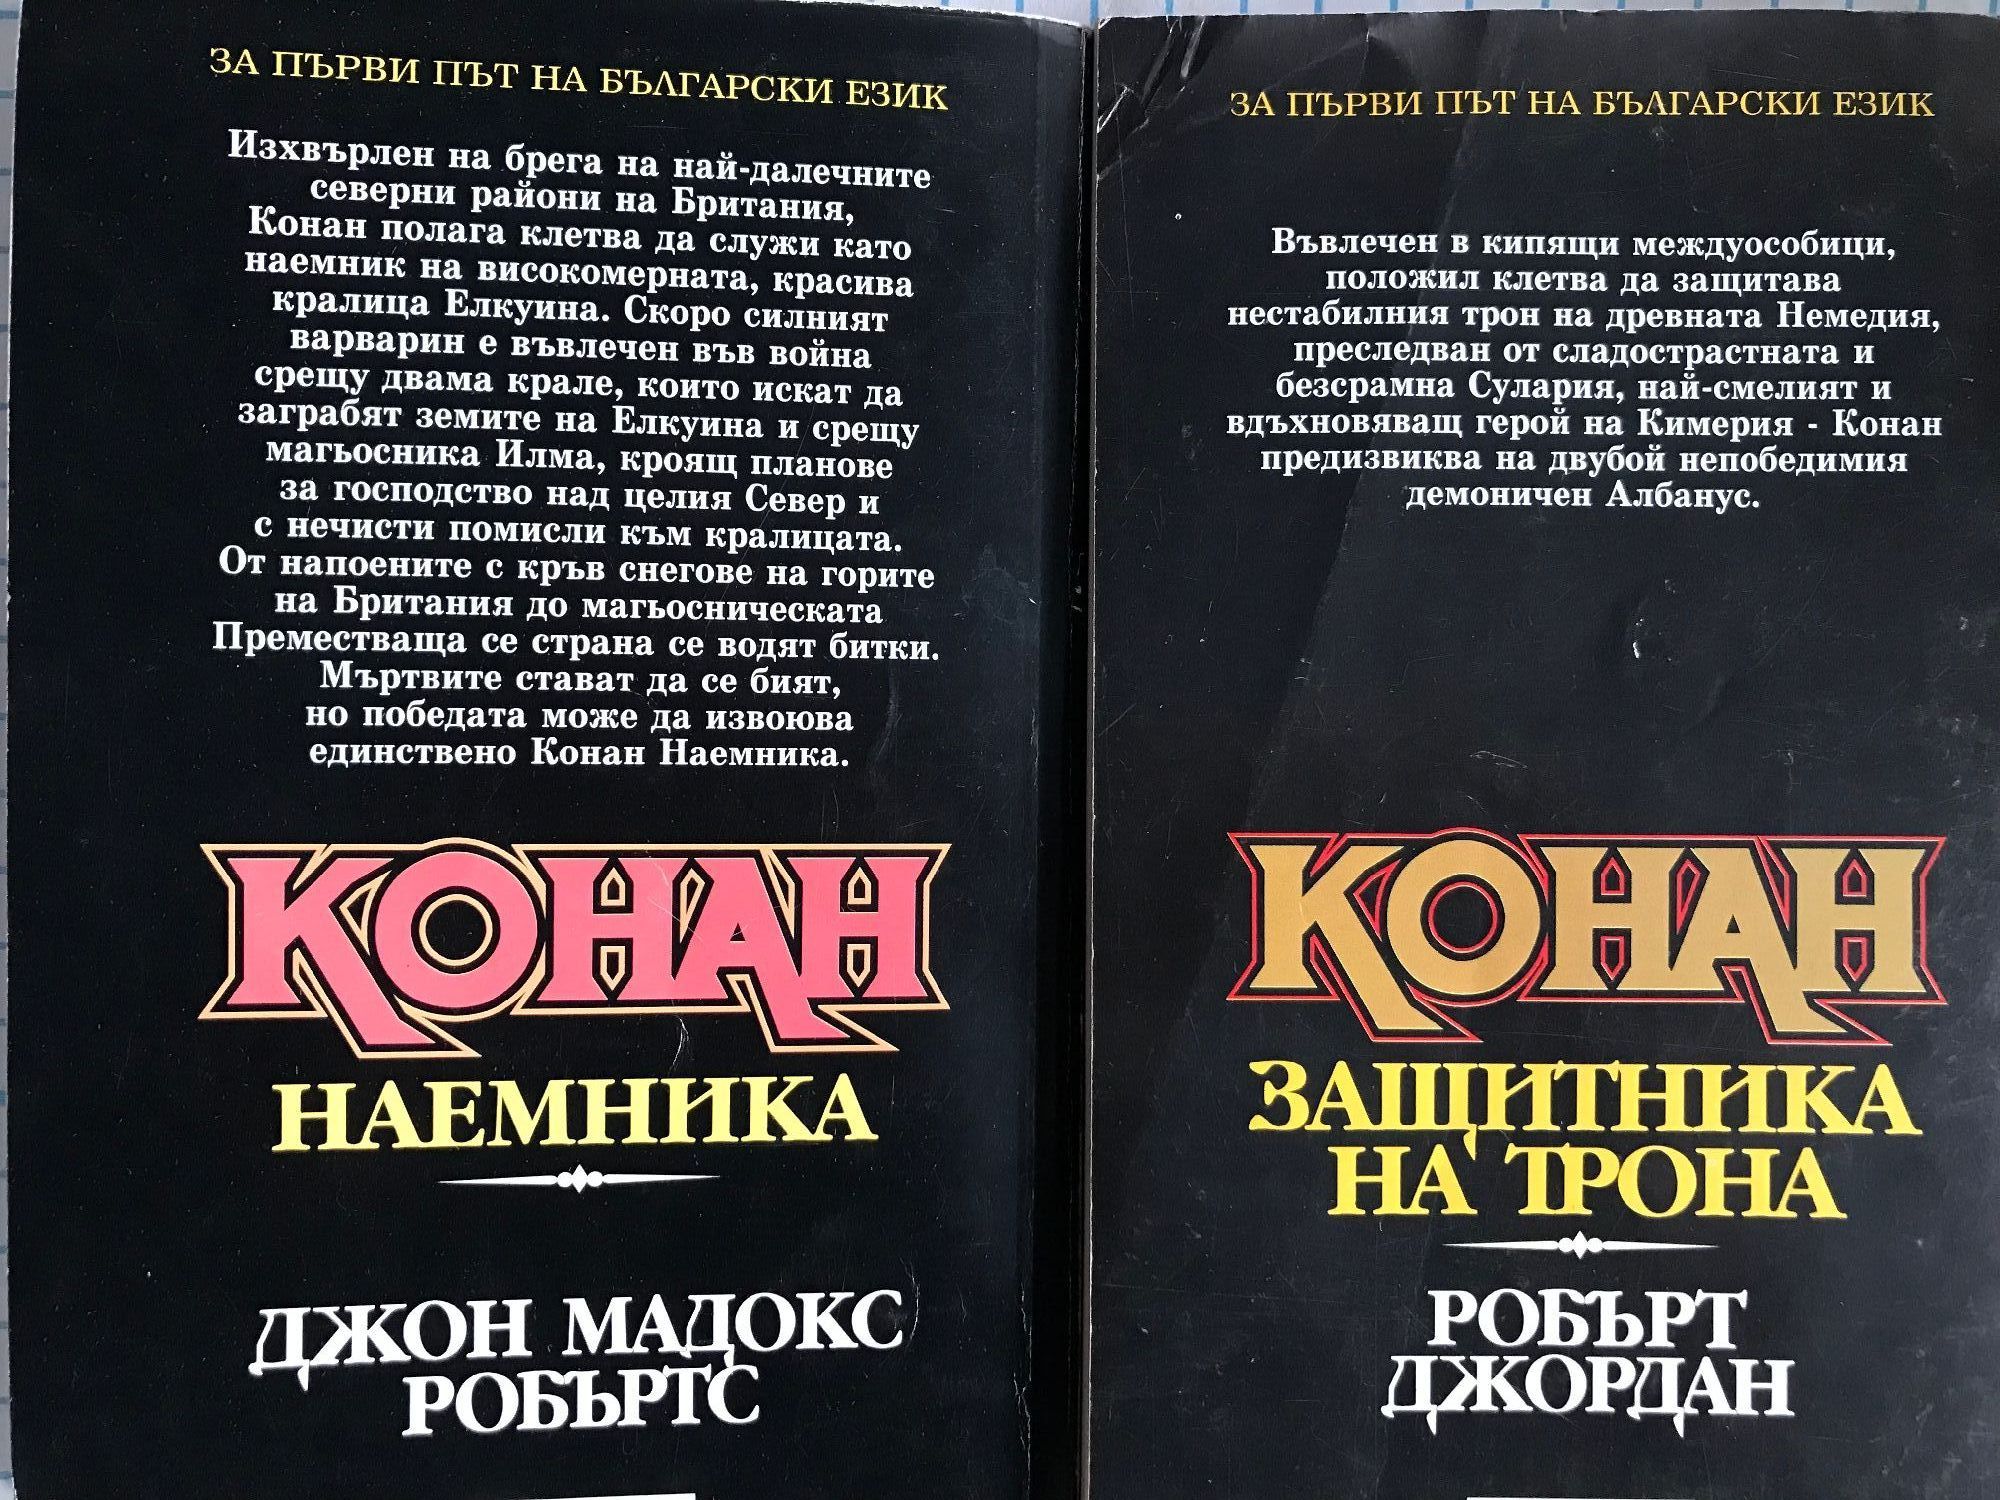 ЗА ПЪРВИ ПЪТ НА БЪЛГАРСКИ ЕЗИК
Изхвърлен на брега на най-далечните
северни райони на Британия,
Конан полага клетва да служи като
наемник на високомерната, красива
кралица Елкуина. Скоро силният
варварин е въвлечен във война
срещу двама крале, които искат да
заграбят земите на Елкуина и срещу
магьосника Илма, кроящ планове
за господство над целия Север и
с нечисти помисли към кралицата.
От напоените с кръв снегове на горите
на Британия до магьосническата
Преместваща се страна се водят битки.
Мъртвите стават да се бият,
но победата може да извоюва
единствено Конан Наемника.
КОНАН
НАЕМНИКА
ДЖОН МАДОКС
РОБЪРТС
ЗА ПЪРВИ ПЪТ НА БЪЛГАРСКИ ЕЗИК
Въвлечен в кипящи междуособици,
положил клетва да защитава
нестабилния трон на древната Немедия,
преследван от сладострастната и
безсрамна Сулария, най-смелият и
вдъхновяващ герой на Кимерия - Конан
предизвиква на двубой непобедимия
демоничен Албанус.
КОНАН
ЗАЩИТНИКА
НА ТРОНА
РОБЪРТ
ДЖОРДАН